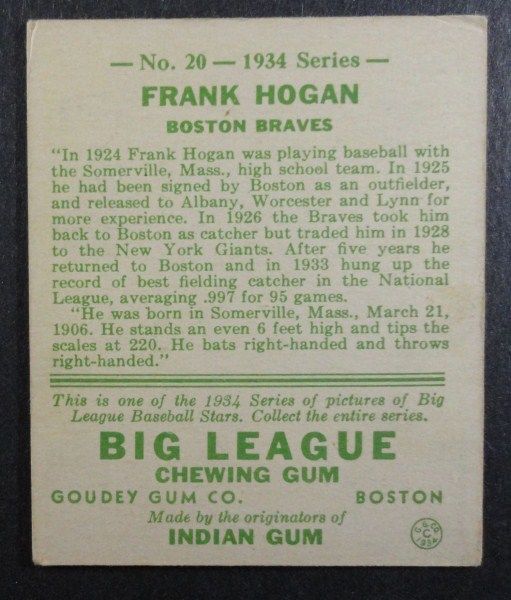 — No. 20 — 1934 Series —
FRANK HOGAN
BOSTON BRAVES
"In 1924 Frank Hogan was playing baseball with
the Somerville, Mass., high school team. In 1925
he had been signed by Boston as an outfielder,
and released to Albany, Worcester and Lynn for
more experience. In 1926 the Braves took him
back to Boston as catcher but traded him in 1928
to the New York Giants. After five years he
returned to Boston and in 1933 hung up the
record of best fielding catcher in the National
League, averaging .997 for 95 games.
"He was born in Somerville, Mass., March 21,
1906. He stands an even 6 feet high and tips the
scales at 220. He bats right-handed and throws
right-handed."
This is one of the 1934 Series of pictures of Big
League Baseball Stars. Collect the entire series.
BIG LEAGUE
CHEWING GUM
GOUDEY GUM CO. BOSTON
Made by the originators of
INDIAN GUM
G. G. CO.
C
1934